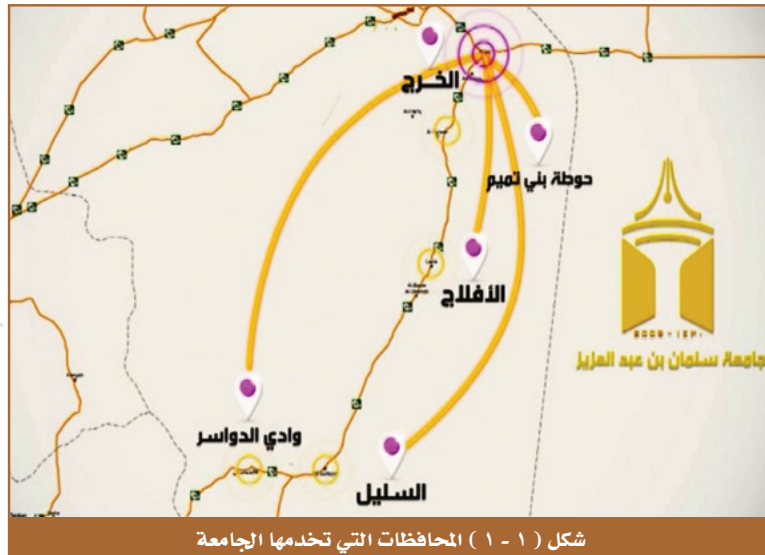 الخرج
حوطة بني تميم
الأفلاج
وادي الدواسر
السليل
جامعة سلمان بن عبد العزيز
شكل ( ١ - ١ ) المحافظات التي تخدمها الجامعة